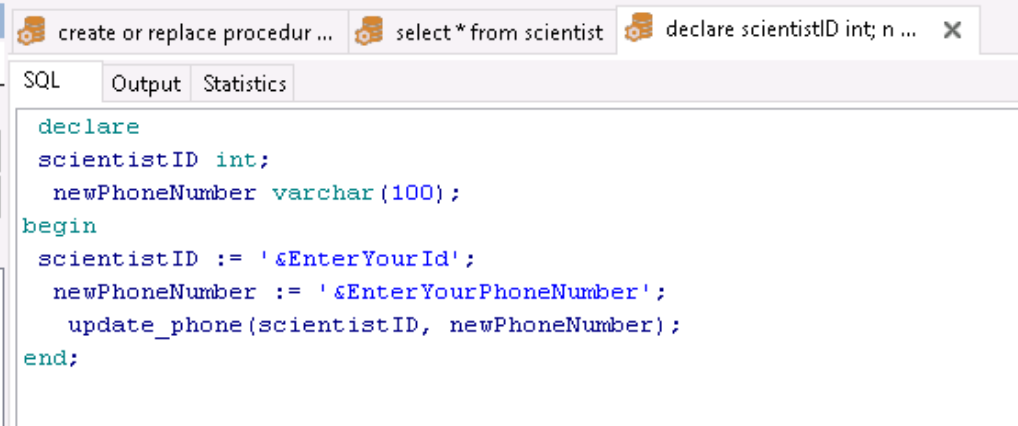 create or replace procedur ... select * from scientist declare scientistID int; n ...
SQL Output Statistics
declare
scientistID int;
newPhoneNumber varchar(100);
begin
scientistID := '&EnterYourId';
newPhoneNumber := '&EnterYourPhoneNumber';
update_phone(scientistID, newPhoneNumber);
end;